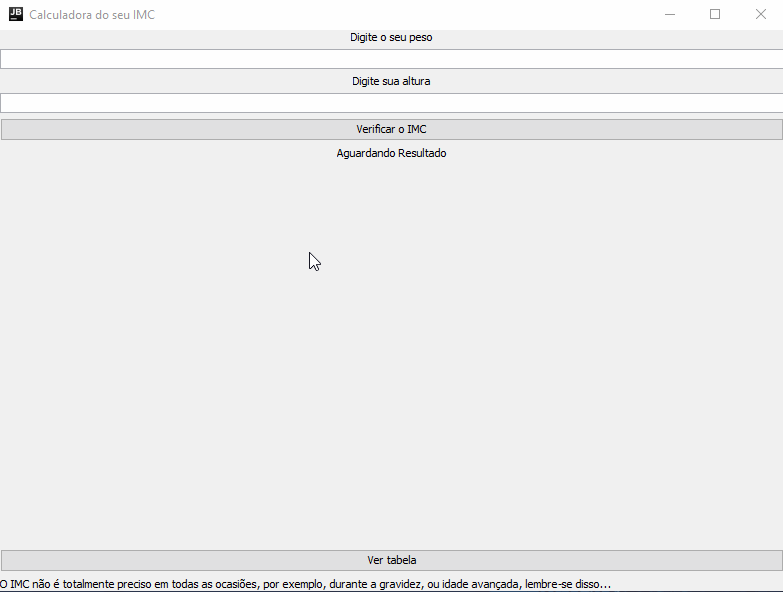 JB Calculadora do seu IMC
Digite o seu peso
Digite sua altura
Verificar o IMC
Aguardando Resultado
Ver tabela
O IMC não é totalmente preciso em todas as ocasiões, por exemplo, durante a gravidez, ou idade avançada, lembre-se disso...